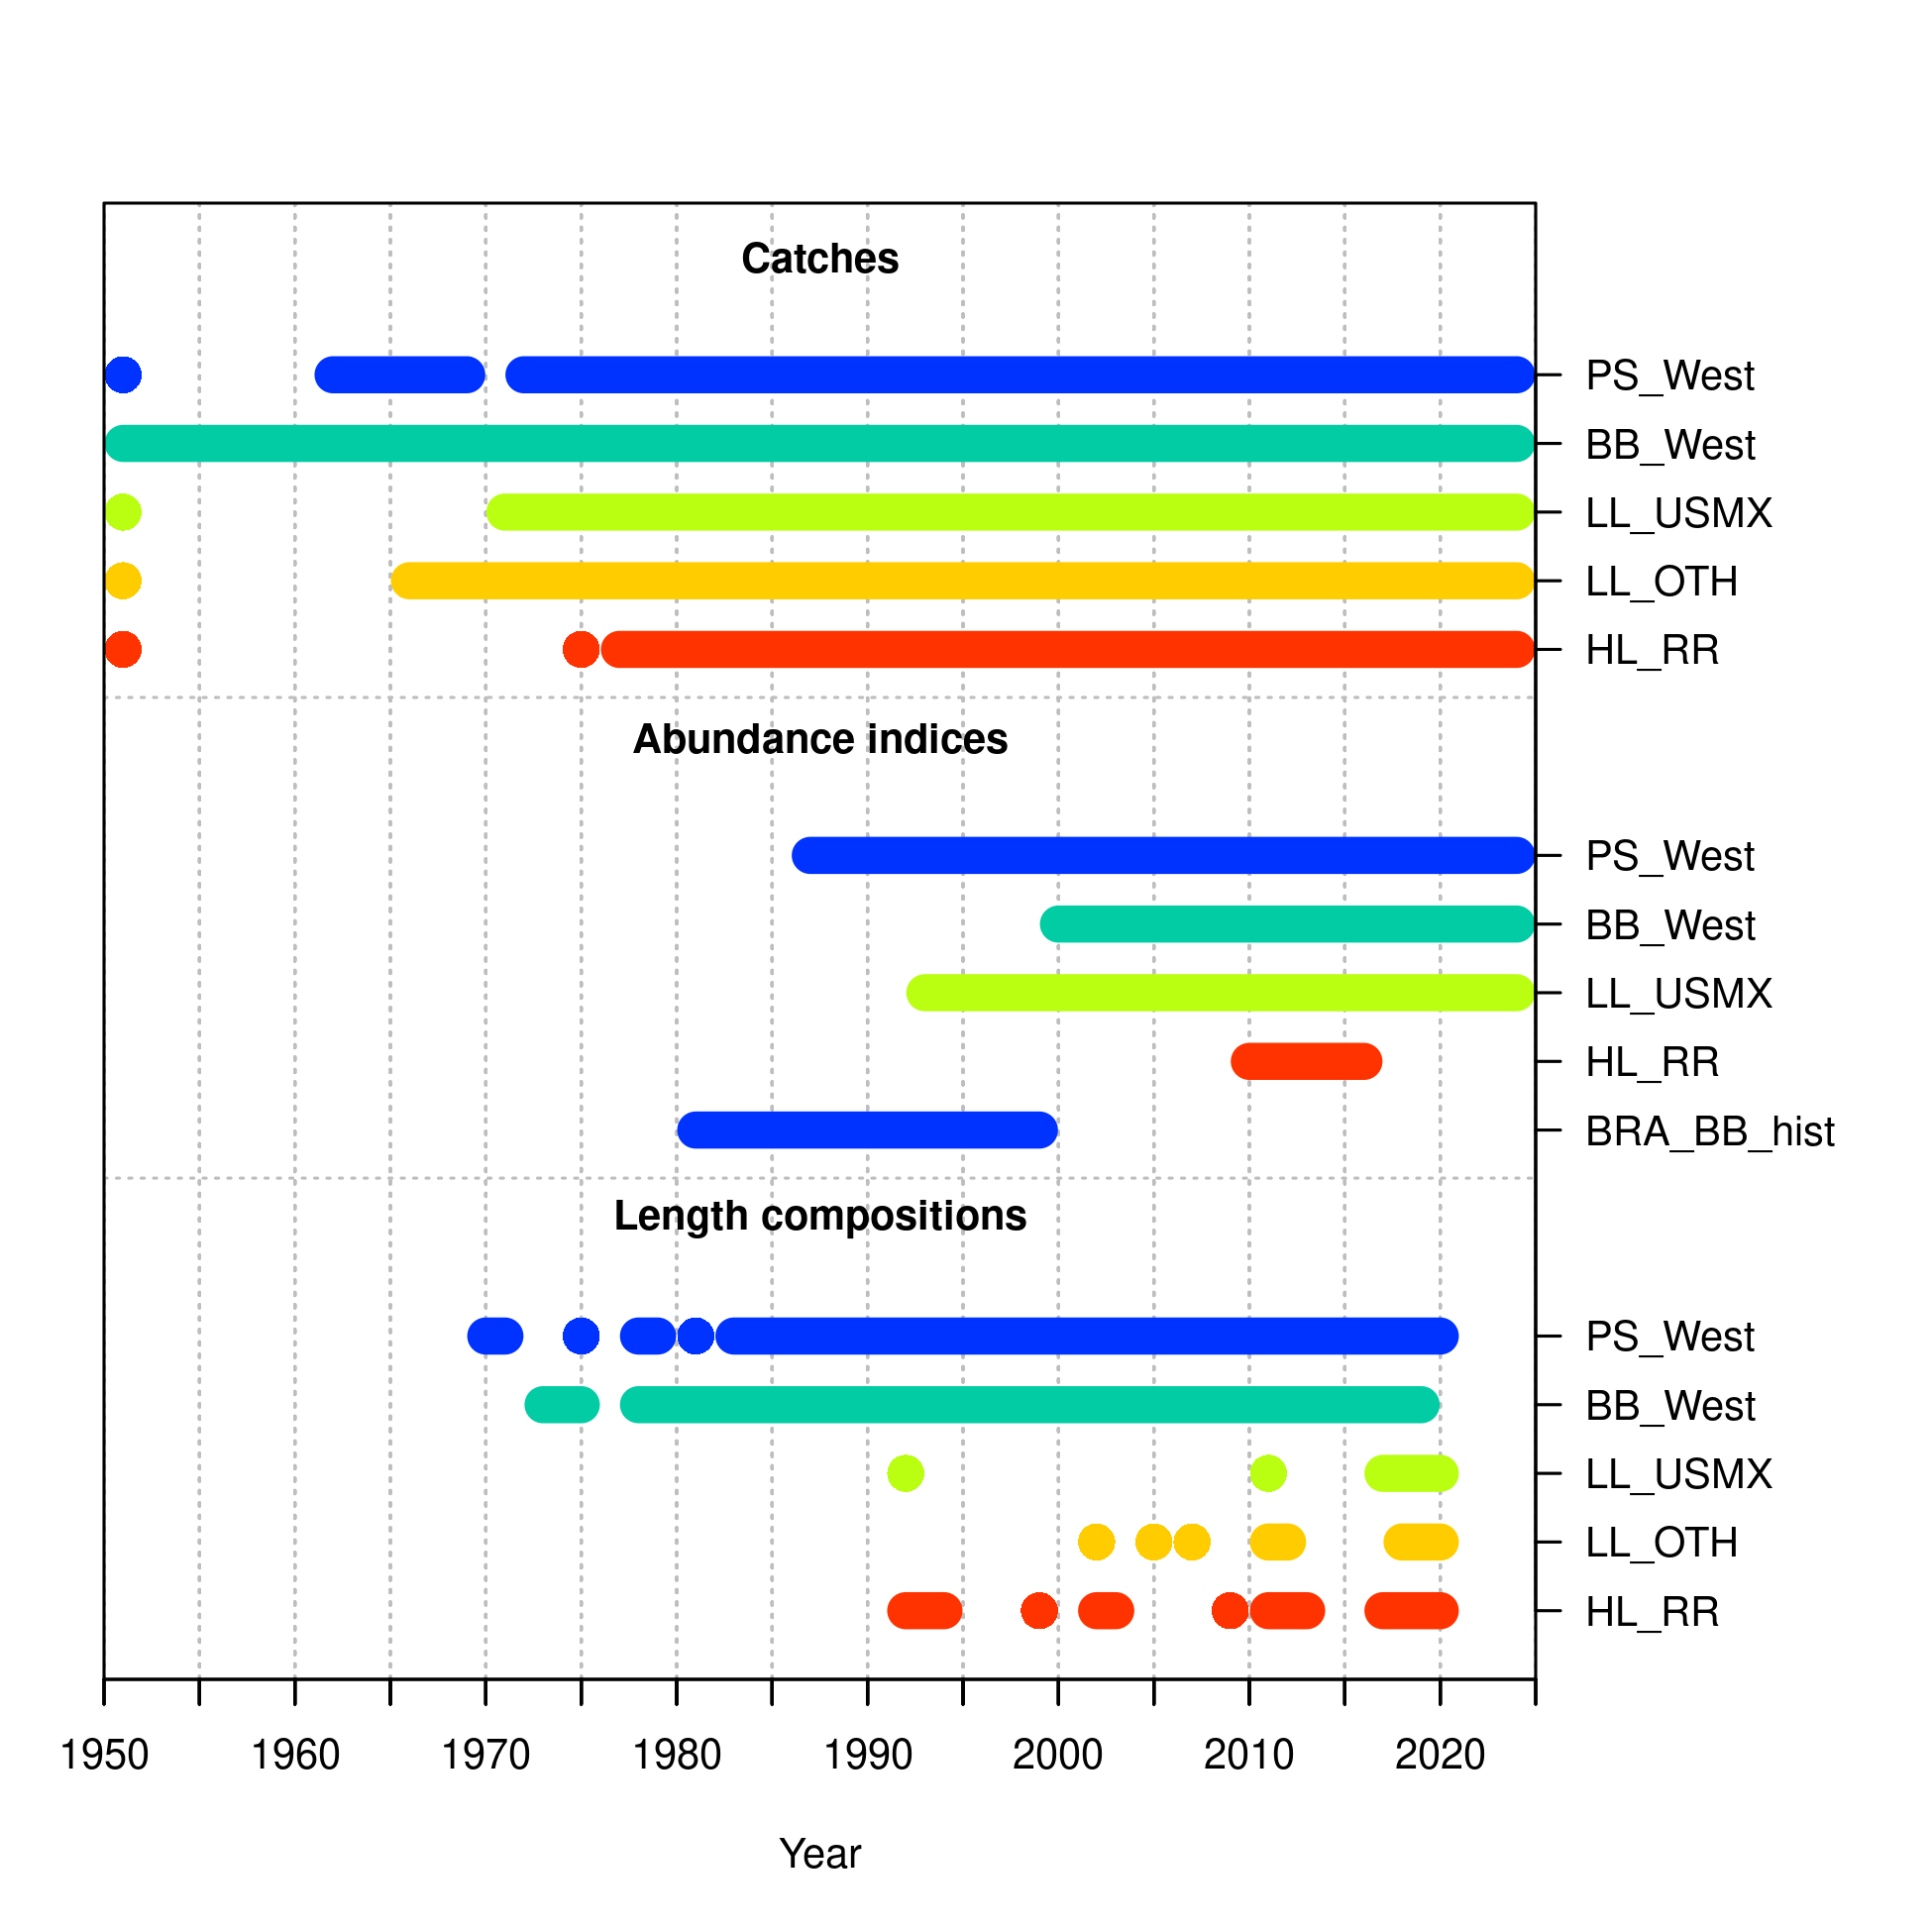 Catches
PS_West
BB_West
LL_USMX
LL_OTH
HL_RR
Abundance indices
PS_West
BB_West
LL_USMX
HL_RR
BRA_BB_hist
Length compositions
PS_West
BB_West
LL_USMX
LL_OTH
HL_RR
1950 1960 1970 1980 1990 2000 2010 2020
Year